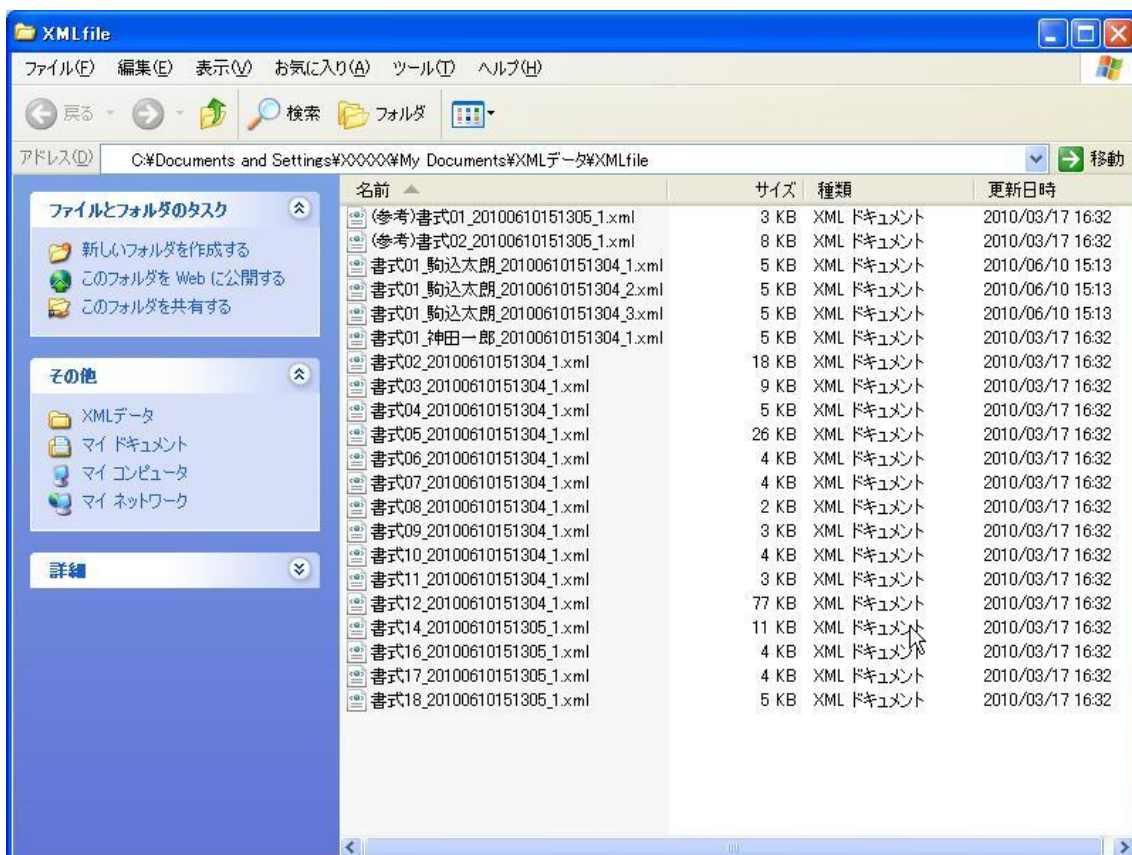 XMLfile
ファイル(F) 編集(E) 表示(V) お気に入り(A) ツール(T) ヘルプ(H)
戻る 検索 フォルダ
アドレス(D) C:¥Documents and Settings¥XXXXX¥My Documents¥XMLデータ¥XMLfile 移動
ファイルとフォルダのタスク
新しいフォルダを作成する
このフォルダを Web に公開する
このフォルダを共有する
その他
XMLデータ
マイ ドキュメント
マイ コンピュータ
マイ ネットワーク
詳細
名前 サイズ 種類 更新日時
(参考)書式01_20100610151305_1.xml 3 KB XML ドキュメント 2010/03/17 16:32
(参考)書式02_20100610151305_1.xml 8 KB XML ドキュメント 2010/03/17 16:32
書式01_駒込太朗_20100610151304_1.xml 5 KB XML ドキュメント 2010/06/10 15:13
書式01_駒込太朗_20100610151304_2.xml 5 KB XML ドキュメント 2010/06/10 15:13
書式01_駒込太朗_20100610151304_3.xml 5 KB XML ドキュメント 2010/06/10 15:13
書式01_神田一郎_20100610151304_1.xml 5 KB XML ドキュメント 2010/03/17 16:32
書式02_20100610151304_1.xml 18 KB XML ドキュメント 2010/03/17 16:32
書式03_20100610151304_1.xml 9 KB XML ドキュメント 2010/03/17 16:32
書式04_20100610151304_1.xml 5 KB XML ドキュメント 2010/03/17 16:32
書式05_20100610151304_1.xml 26 KB XML ドキュメント 2010/03/17 16:32
書式06_20100610151304_1.xml 4 KB XML ドキュメント 2010/03/17 16:32
書式07_20100610151304_1.xml 4 KB XML ドキュメント 2010/03/17 16:32
書式08_20100610151304_1.xml 2 KB XML ドキュメント 2010/03/17 16:32
書式09_20100610151304_1.xml 3 KB XML ドキュメント 2010/03/17 16:32
書式10_20100610151304_1.xml 4 KB XML ドキュメント 2010/03/17 16:32
書式11_20100610151304_1.xml 3 KB XML ドキュメント 2010/03/17 16:32
書式12_20100610151304_1.xml 77 KB XML ドキュメント 2010/03/17 16:32
書式14_20100610151305_1.xml 11 KB XML ドキュメント 2010/03/17 16:32
書式16_20100610151305_1.xml 4 KB XML ドキュメント 2010/03/17 16:32
書式17_20100610151305_1.xml 4 KB XML ドキュメント 2010/03/17 16:32
書式18_20100610151305_1.xml 5 KB XML ドキュメント 2010/03/17 16:32